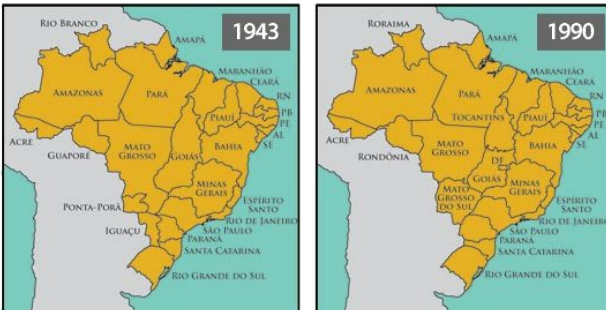 1943
RIO BRANCO
AMAPÁ
MARANHÃO
CEARÁ
RN
AMAZONAS
PARÁ
PB
PIAUÍ
PE
AL
SE
ACRE
GUAPORÉ
MATO
GROSSO
GOIÁS
BAHIA
MINAS
GERAIS
PONTA-PORÃ
ESPÍRITO
SANTO
RIO DE JANEIRO
IGUAÇU
SÃO PAULO
PARANÁ
SANTA CATARINA
RIO GRANDE DO SUL
1990
RORAIMA
AMAPÁ
MARANHÃO
CEARÁ
RN
AMAZONAS
PARÁ
PB
TOCANTINS
PIAUÍ
PE
AL
SE
ACRE
RONDÔNIA
MATO
GROSSO
BAHIA
DF
GOIÁS
MINAS
GERAIS
MATO
GROSSO
DO SUL
ESPÍRITO
SANTO
RIO DE JANEIRO
SÃO PAULO
PARANÁ
SANTA CATARINA
RIO GRANDE DO SUL